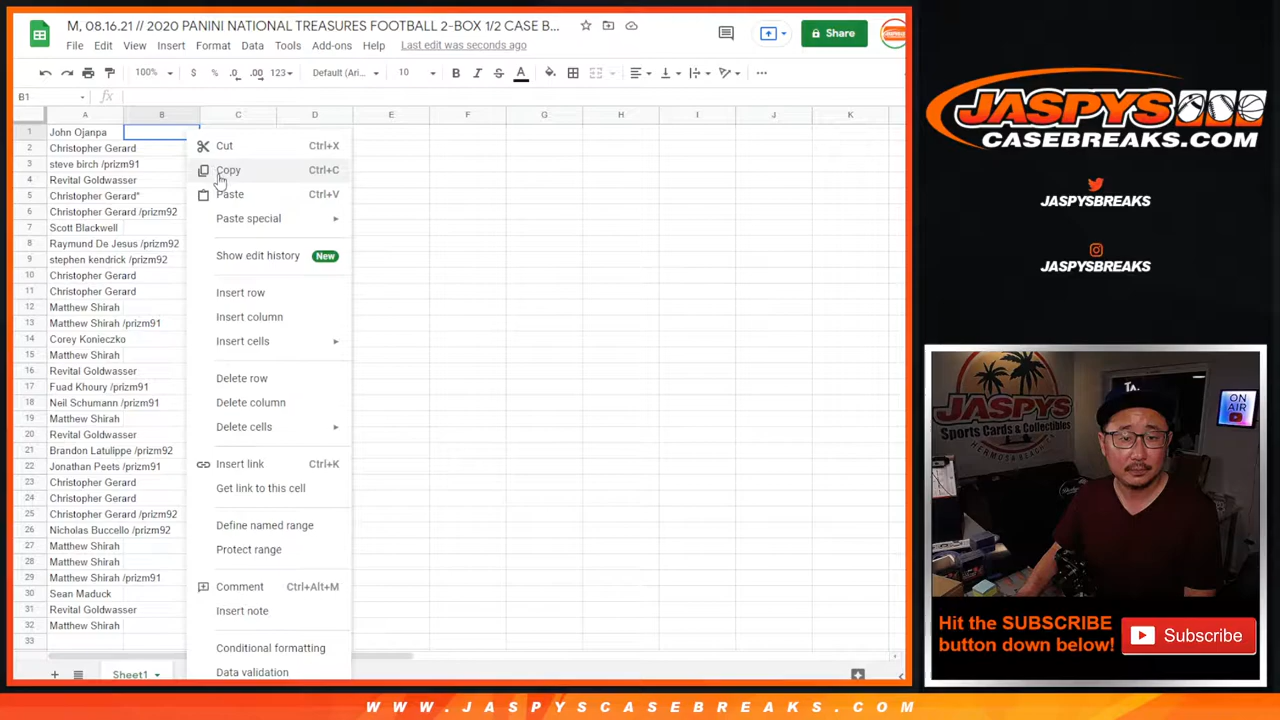 M, 08.16.21 // 2020 PANINI NATIONAL TREASURES FOOTBALL 2-BOX 1/2 CASE B...
File Edit View Insert Format Data Tools Add-ons Help Last edit was seconds ago
Share
100% $ % .0 .00 123 Default (Ari... 10 B I S A
B1 fx
A B C D E F G H I J K
1 John Ojanpa
2 Christopher Gerard
3 steve birch /prizm91
4 Revital Goldwasser
5 Christopher Gerard*
6 Christopher Gerard /prizm92
7 Scott Blackwell
8 Raymund De Jesus /prizm92
9 stephen kendrick /prizm92
10 Christopher Gerard
11 Christopher Gerard
12 Matthew Shirah
13 Matthew Shirah /prizm91
14 Corey Konieczko
15 Matthew Shirah
16 Revital Goldwasser
17 Fuad Khoury /prizm91
18 Neil Schumann /prizm91
19 Matthew Shirah
20 Revital Goldwasser
21 Brandon Latulippe /prizm92
22 Jonathan Peets /prizm91
23 Christopher Gerard
24 Christopher Gerard
25 Christopher Gerard /prizm92
26 Nicholas Buccello /prizm92
27 Matthew Shirah
28 Matthew Shirah
29 Matthew Shirah /prizm91
30 Sean Maduck
31 Revital Goldwasser
32 Matthew Shirah
33
Cut Ctrl+X
Copy Ctrl+C
Paste Ctrl+V
Paste special
Show edit history New
Insert row
Insert column
Insert cells
Delete row
Delete column
Delete cells
Insert link Ctrl+K
Get link to this cell
Define named range
Protect range
Comment Ctrl+Alt+M
Insert note
Conditional formatting
Data validation
Sheet1
JASPYS
CASEBREAKS.COM
JASPYSBREAKS
JASPYSBREAKS
JASPYS
Sports Cards & Collectibles
HERMOSA BEACH
ON
AIR
Hit the SUBSCRIBE
button down below!
Subscribe
WWW.JASPYSCASEBREAKS.COM